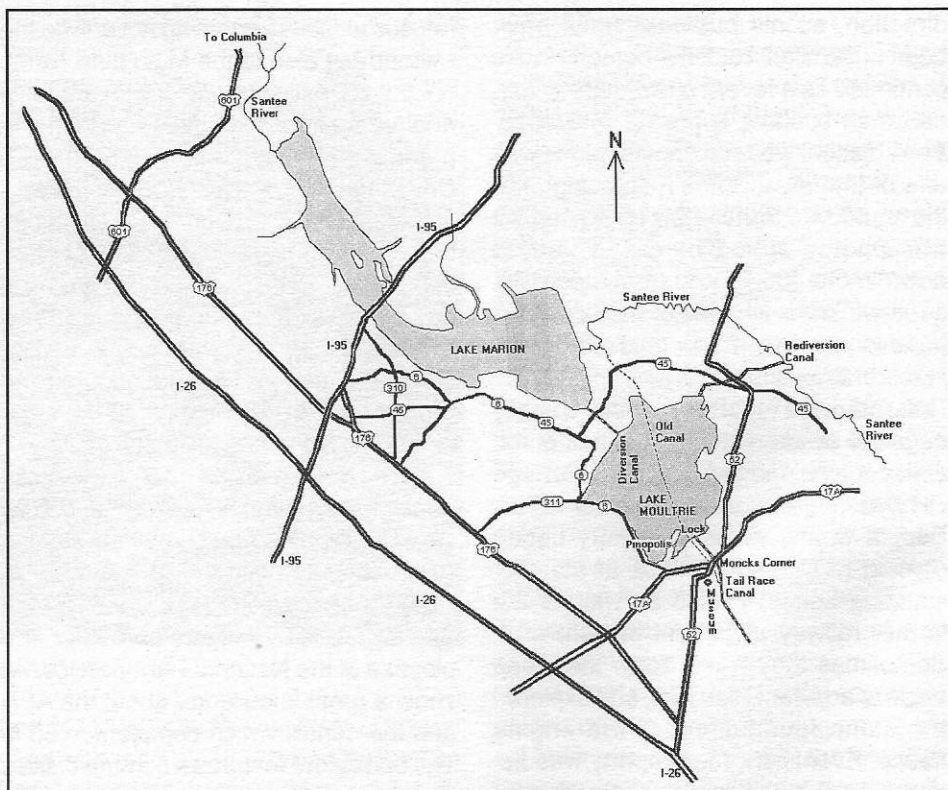 To Columbia
601
Santee
River
N
601
I-95
176
Santee River
I-95
LAKE MARION
Rediversion
Canal
45
I-26
6
310
45
6
45
45
Old
Canal
Santee
River
176
Diversion
Canal
52
6
17A
311
6
LAKE
MOULTRIE
176
Lock
Pinopolis
Moncks Corner
I-95
Tail Race
Canal
Museum
I-26
17A
52
I-26